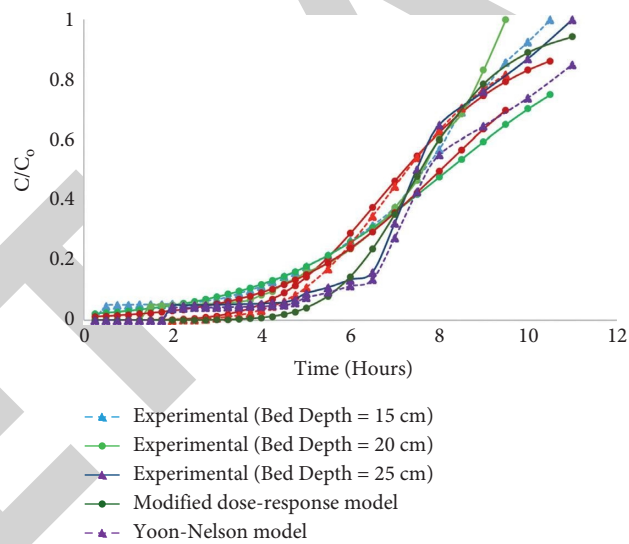 1
0.8
0.6
C/Co
0.4
0.2
0
0 2 4 6 8 10 12
Time (Hours)
Experimental (Bed Depth = 15 cm)
Experimental (Bed Depth = 20 cm)
Experimental (Bed Depth = 25 cm)
Modified dose-response model
Yoon-Nelson model